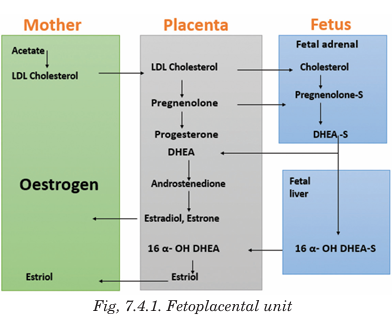 Mother
Placenta
Fetus
Acetate
LDL Cholesterol
Oestrogen
Estriol
LDL Cholesterol
Pregnenolone
Progesterone
DHEA
Androstenedione
Estradiol, Estrone
16 α- OH DHEA
Estriol
Fetal adrenal
Cholesterol
Pregnenolone-S
DHEA-S
Fetal
liver
16 α- OH DHEA-S
Fig, 7.4.1. Fetoplacental unit